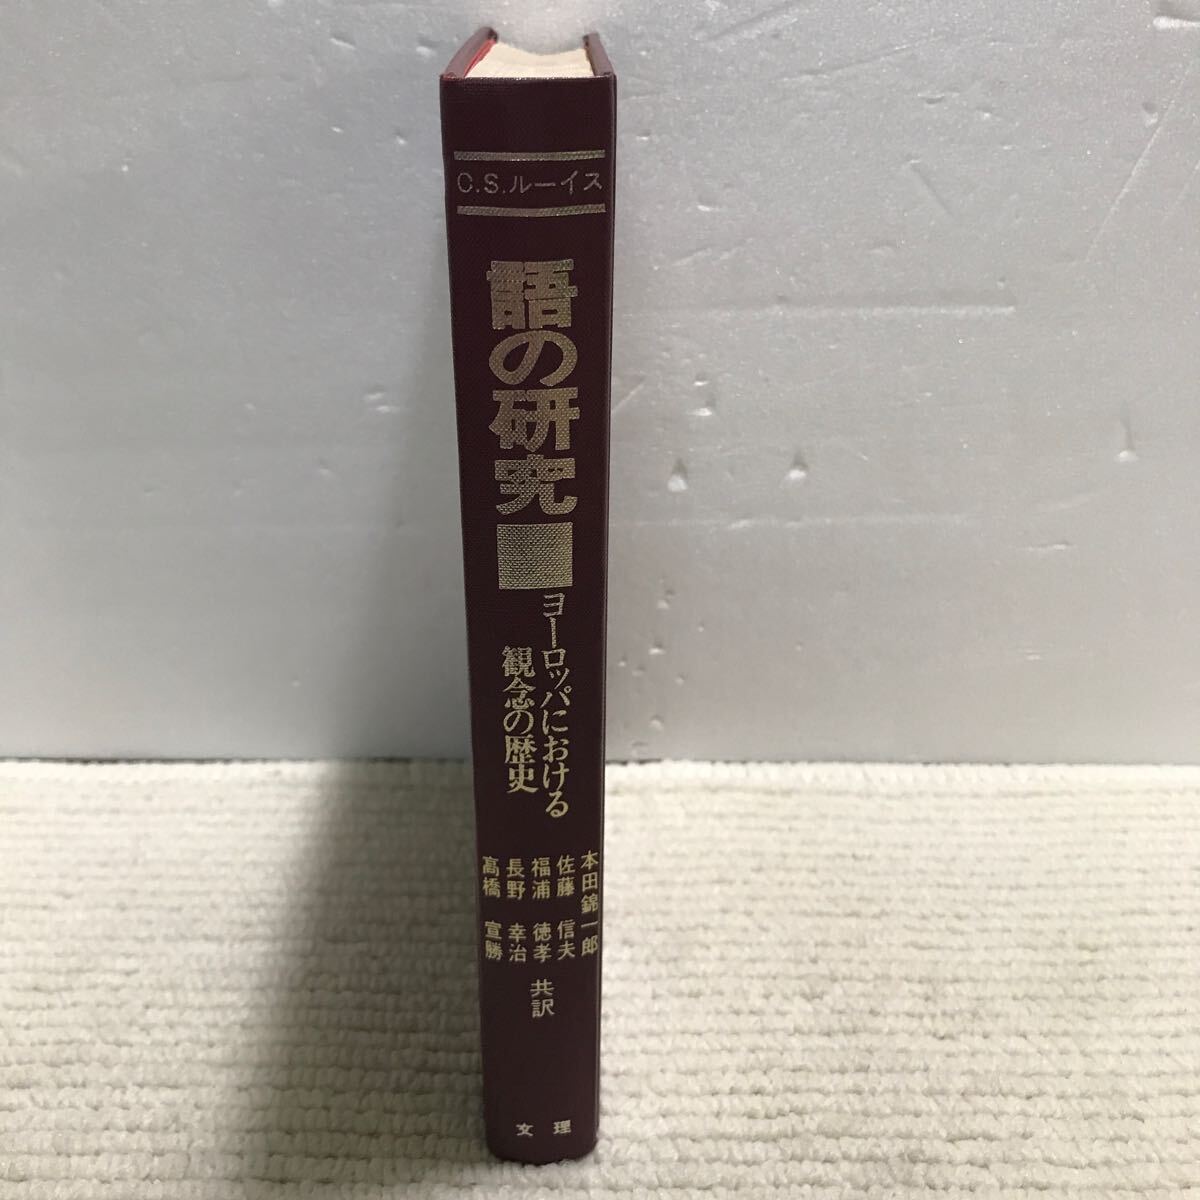 C.S.ルーイス
語の研究
ヨーロッパにおける
観念の歴史
本田錦一郎
佐藤 信夫
福浦 徳孝
長野 幸治
高橋 宣勝
共訳
文理